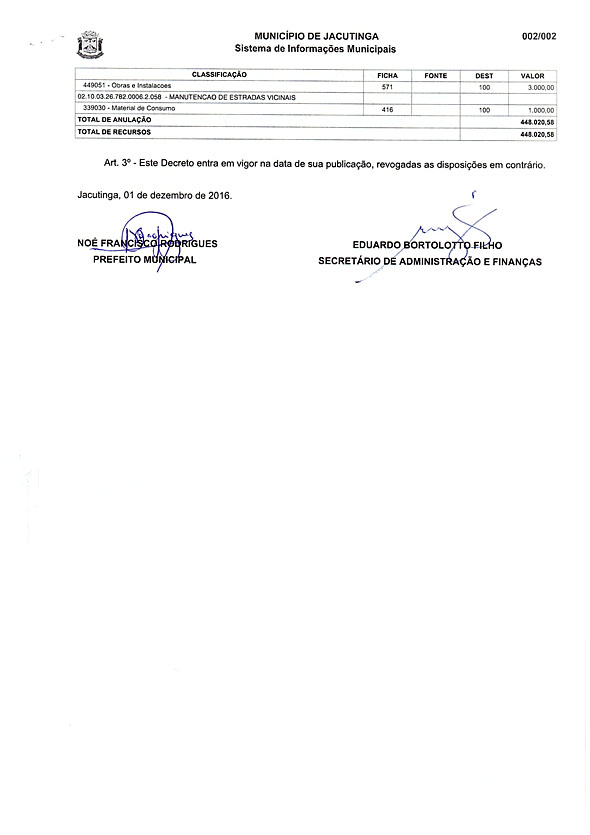 MUNICÍPIO DE JACUTINGA 002/002
Sistema de Informações Municipais
CLASSIFICAÇÃO FICHA FONTE DEST VALOR
449051 - Obras e Instalacoes 571 100 3.000,00
02.10.03.26.782.0006.2.058 - MANUTENCAO DE ESTRADAS VICINAIS
339030 - Material de Consumo 416 100 1.000,00
TOTAL DE ANULAÇÃO 448.020,58
TOTAL DE RECURSOS 448.020,58
Art. 3º - Este Decreto entra em vigor na data de sua publicação, revogadas as disposições em contrário.
Jacutinga, 01 de dezembro de 2016.
NOÉ FRANCISCO RODRIGUES EDUARDO BORTOLOTTO FILHO
PREFEITO MUNICIPAL SECRETÁRIO DE ADMINISTRAÇÃO E FINANÇAS